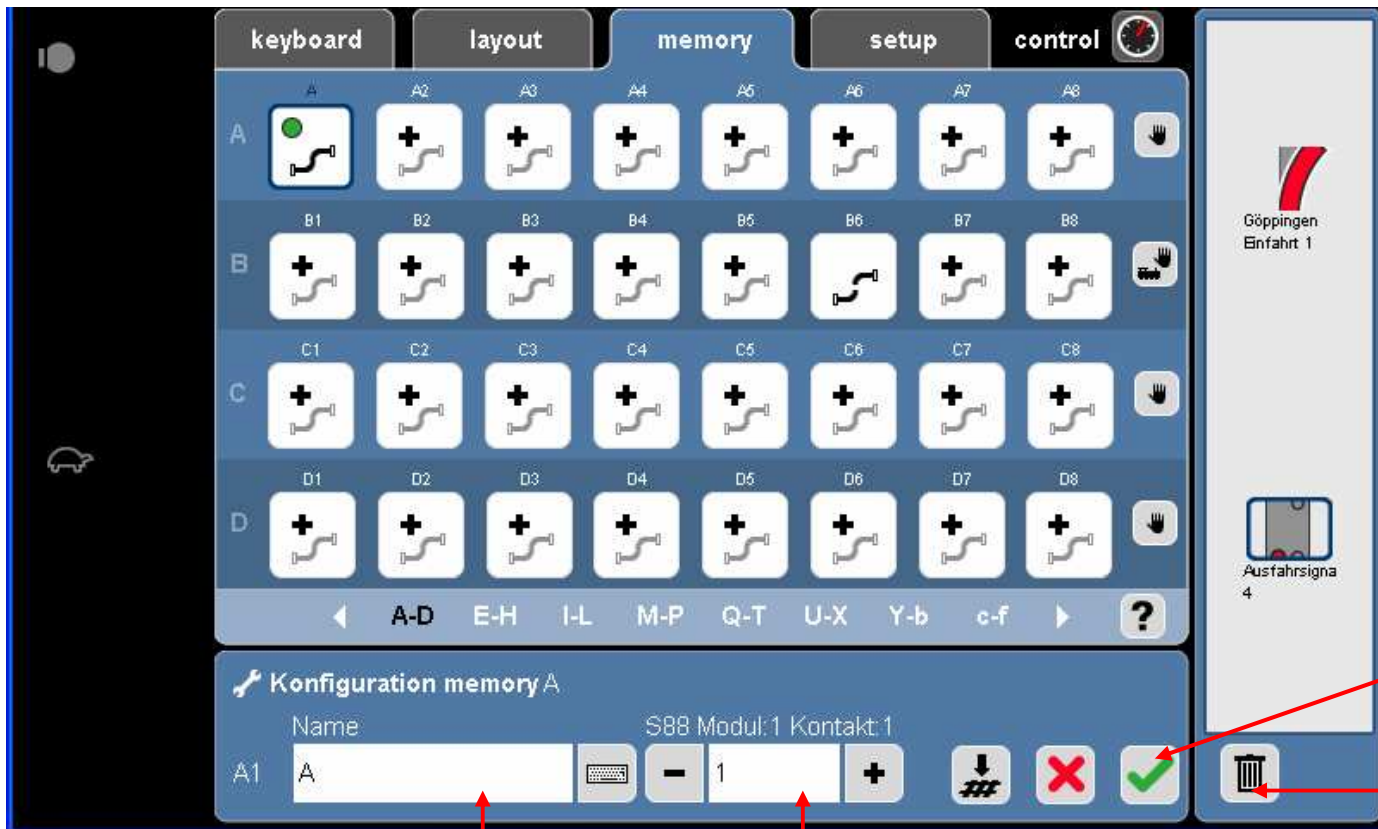 keyboard layout memory setup control
A A2 A3 A4 A5 A6 A7 A8
A
B1 B2 B3 B4 B5 B6 B7 B8
B
C1 C2 C3 C4 C5 C6 C7 C8
C
D1 D2 D3 D4 D5 D6 D7 D8
D
A-D E-H I-L M-P Q-T U-X Y-b c-f ?
Konfiguration memory A
Name S88 Modul:1 Kontakt:1
A1 A 1
Göppingen
Einfahrt 1
Ausfahrsigna
4